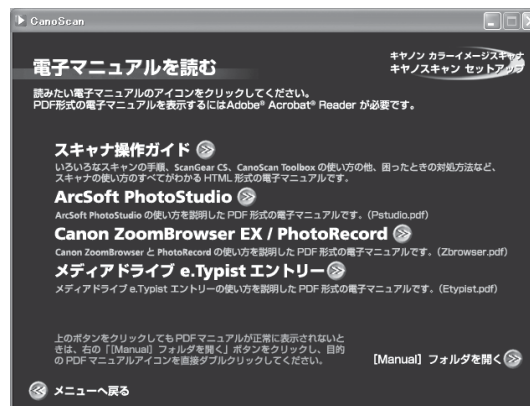 CanoScan
キヤノン カラーイメージスキャナ
キヤノスキャン セットアップ
電子マニュアルを読む
読みたい電子マニュアルのアイコンをクリックしてください。
PDF形式の電子マニュアルを表示するにはAdobe® Acrobat® Reader が必要です。
スキャナ操作ガイド
いろいろなスキャンの手順、ScanGear CS、CanoScan Toolbox の使い方の他、困ったときの対処方法など、
スキャナの使い方のすべてがわかる HTML 形式の電子マニュアルです。
ArcSoft PhotoStudio
ArcSoft PhotoStudio の使い方を説明した PDF 形式の電子マニュアルです。(Pstudio.pdf)
Canon ZoomBrowser EX / PhotoRecord
Canon ZoomBrowser と PhotoRecord の使い方を説明した PDF 形式の電子マニュアルです。(Zbrowser.pdf)
メディアドライブ e.Typist エントリー
メディアドライブ e.Typist エントリーの使い方を説明した PDF 形式の電子マニュアルです。(Etypist.pdf)
上のボタンをクリックしても PDF マニュアルが正常に表示されないと
きは、右の「[Manual] フォルダを開く」ボタンをクリックし、目的
の PDF マニュアルアイコンを直接ダブルクリックしてください。
[Manual] フォルダを開く
メニューへ戻る